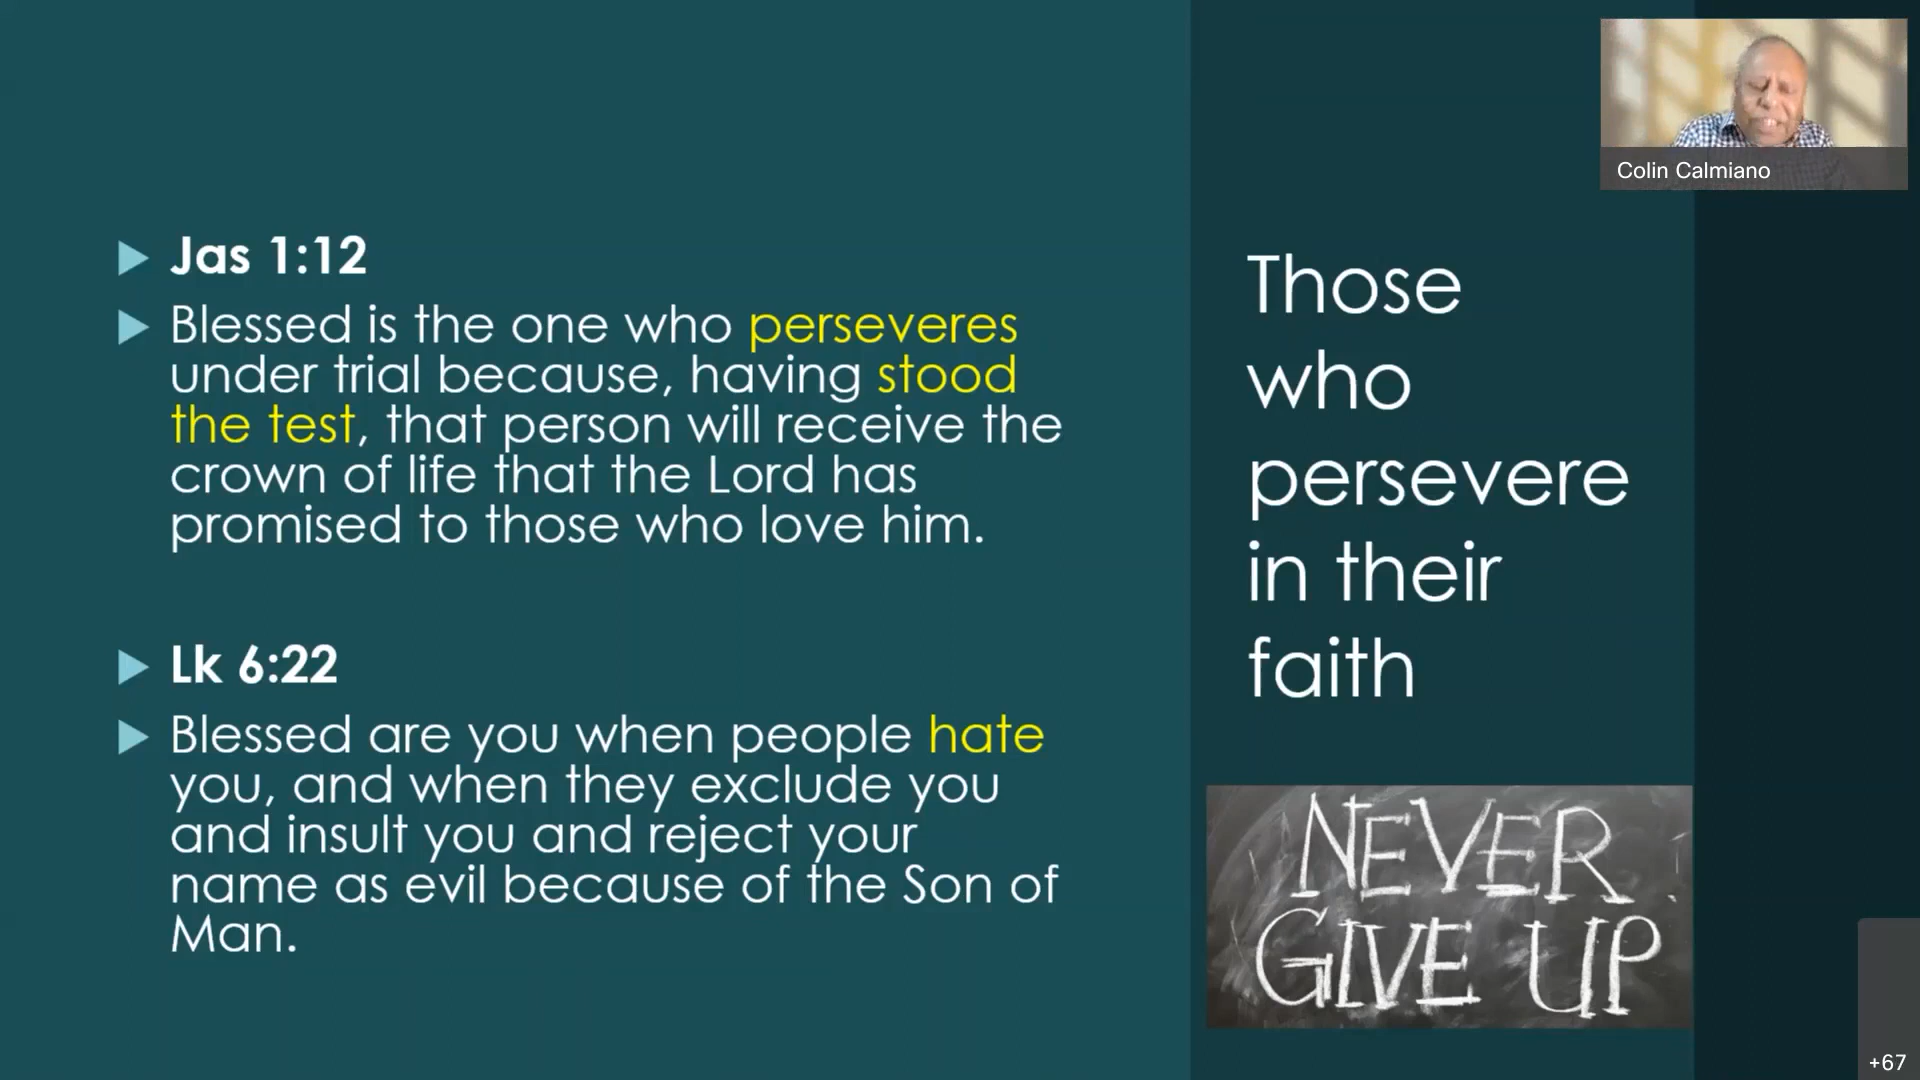 Jas 1:12
Blessed is the one who perseveres
under trial because, having stood
the test, that person will receive the
crown of life that the Lord has
promised to those who love him.
Lk 6:22
Blessed are you when people hate
you, and when they exclude you
and insult you and reject your
name as evil because of the Son of
Man.
Those
who
persevere
in their
faith
NEVER
GIVE UP
Colin Calmiano
+67